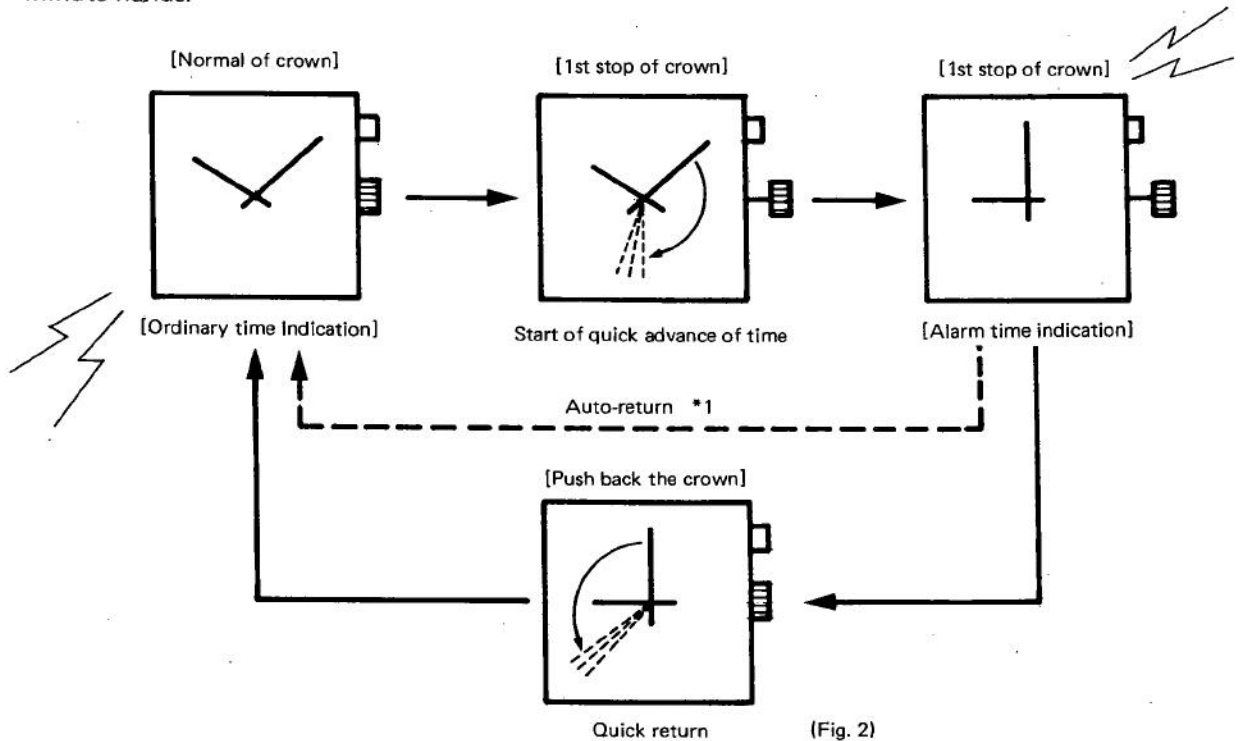 [Normal of crown]
[1st stop of crown]
[1st stop of crown]
[Ordinary time Indication]
Start of quick advance of time
[Alarm time indication]
Auto-return *1
[Push back the crown]
Quick return
(Fig. 2)